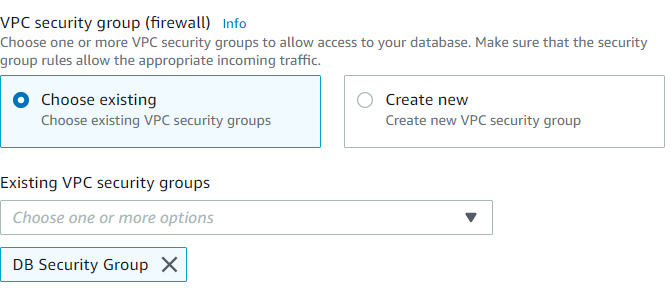 VPC security group (firewall) Info
Choose one or more VPC security groups to allow access to your database. Make sure that the security
group rules allow the appropriate incoming traffic.
Choose existing
Choose existing VPC security groups
Create new
Create new VPC security group
Existing VPC security groups
Choose one or more options
DB Security Group